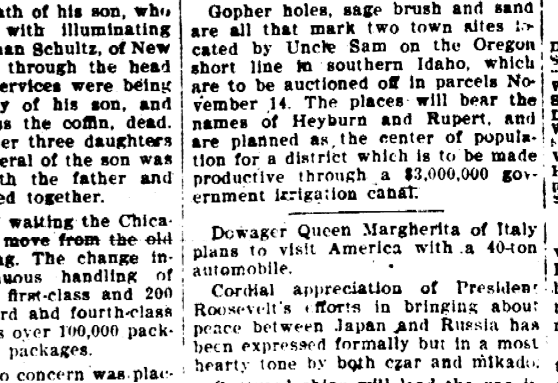 ath of his son, who
with illuminating
nan Schultz, of New
through the head
services were being
y of his son, and
s the coffin, dead.
er three daughters
eral of the son was
th the father and
ed together.
waiting the Chica-
move from the old
g. The change in-
uous handling of
first-class and 200
rd and fourth-class
s over 100,000 pack-
packages.
o concern was plac-
Gopher holes, sage brush and sand
are all that mark two town sites lo-
cated by Uncle Sam on the Oregon
short line in southern Idaho, which
are to be auctioned off in parcels No-
vember 14. The places will bear the
names of Heyburn and Rupert, and
are planned as the center of popula-
tion for a district which is to be made
productive through a $3,000,000 gov-
ernment irrigation canal.
Dowager Queen Margherita of Italy
plans to visit America with a 40-ton
automobile.
Cordial appreciation of President
Roosevelt's efforts in bringing about
peace between Japan and Russia has
been expressed formally but in a most
hearty tone by both czar and mikado.
will lead the